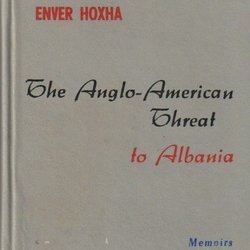 ENVER HOXHA
The Anglo-American
Threat
to Albania
Memoirs